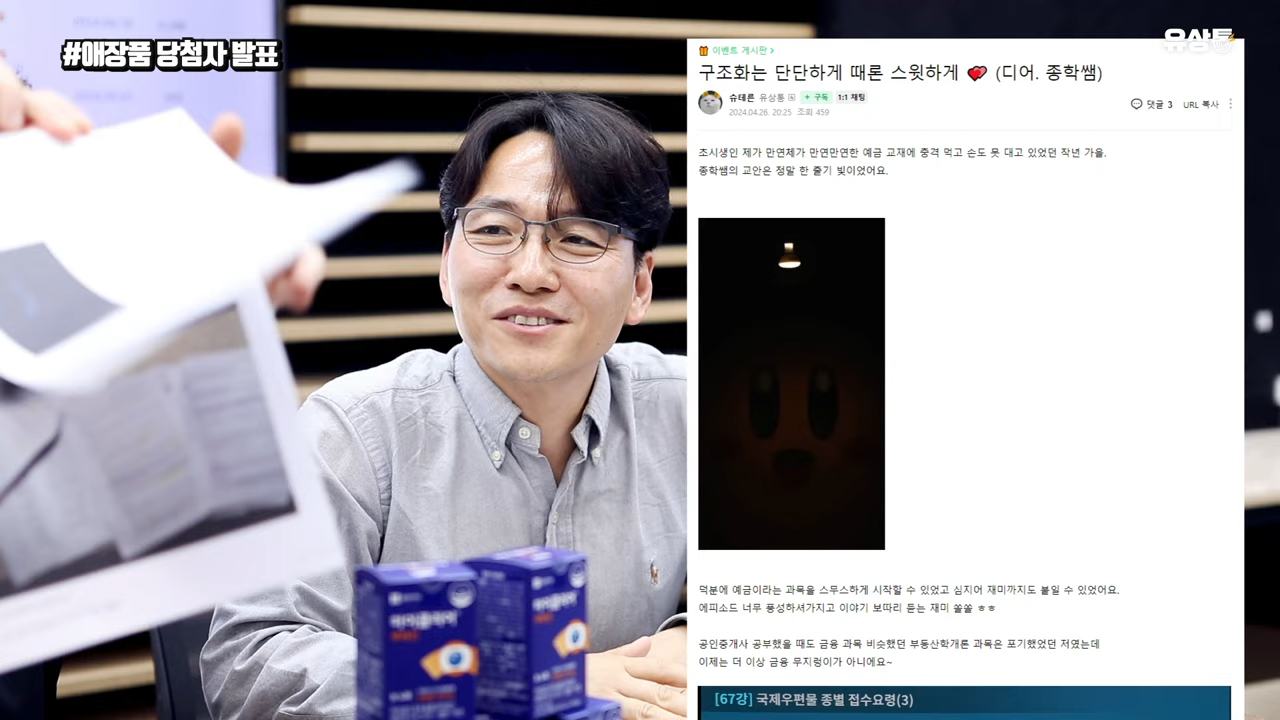 #애장품 당첨자 발표
유상통
이벤트 게시판 >
구조화는 단단하게 때론 스윗하게 💕 (디어. 종학쌤)
슈테른 유상통 + 구독 1:1 채팅
댓글 3 URL 복사
2024.04.26. 20:25 조회 459
초시생인 제가 만연체가 만연만연한 예금 교재에 충격 먹고 손도 못 대고 있었던 작년 가을.
종학쌤의 교안은 정말 한 줄기 빛이었어요.
덕분에 예금이라는 과목을 스무스하게 시작할 수 있었고 심지어 재미까지도 붙일 수 있었어요.
에피소드 너무 풍성하셔가지고 이야기 보따리 듣는 재미 쏠쏠 ㅎㅎ
공인중개사 공부했을 때도 금융 과목 비슷했던 부동산학개론 과목은 포기했었던 저였는데
이제는 더 이상 금융 무지렁이가 아니에요~
[67강] 국제우편물 종별 접수요령(3)
아이클리어